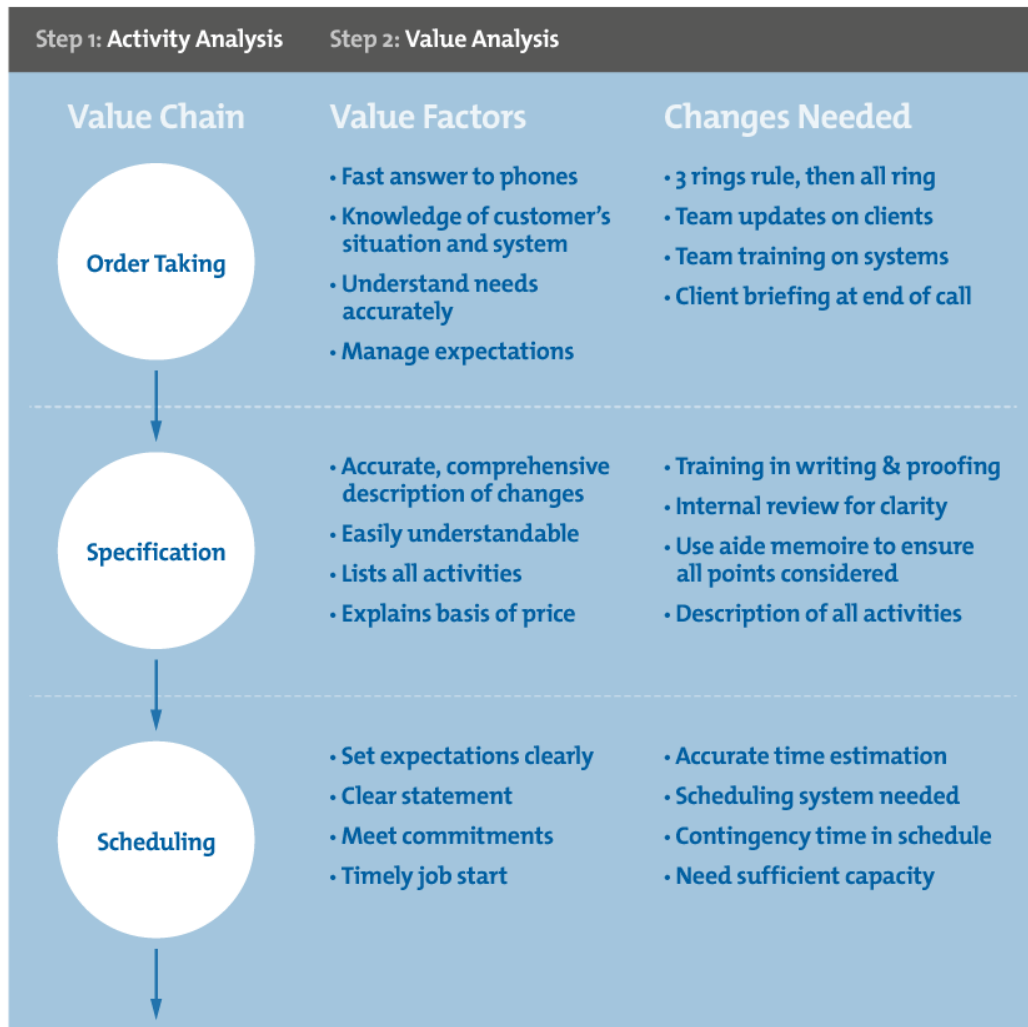 Step 1: Activity Analysis
Step 2: Value Analysis
Value Chain
Value Factors
Changes Needed
Order Taking
• Fast answer to phones
• Knowledge of customer's
situation and system
• Understand needs
accurately
• Manage expectations
• 3 rings rule, then all ring
• Team updates on clients
• Team training on systems
• Client briefing at end of call
Specification
• Accurate, comprehensive
description of changes
• Easily understandable
• Lists all activities
• Explains basis of price
• Training in writing & proofing
• Internal review for clarity
• Use aide memoire to ensure
all points considered
• Description of all activities
Scheduling
• Set expectations clearly
• Clear statement
• Meet commitments
• Timely job start
• Accurate time estimation
• Scheduling system needed
• Contingency time in schedule
• Need sufficient capacity